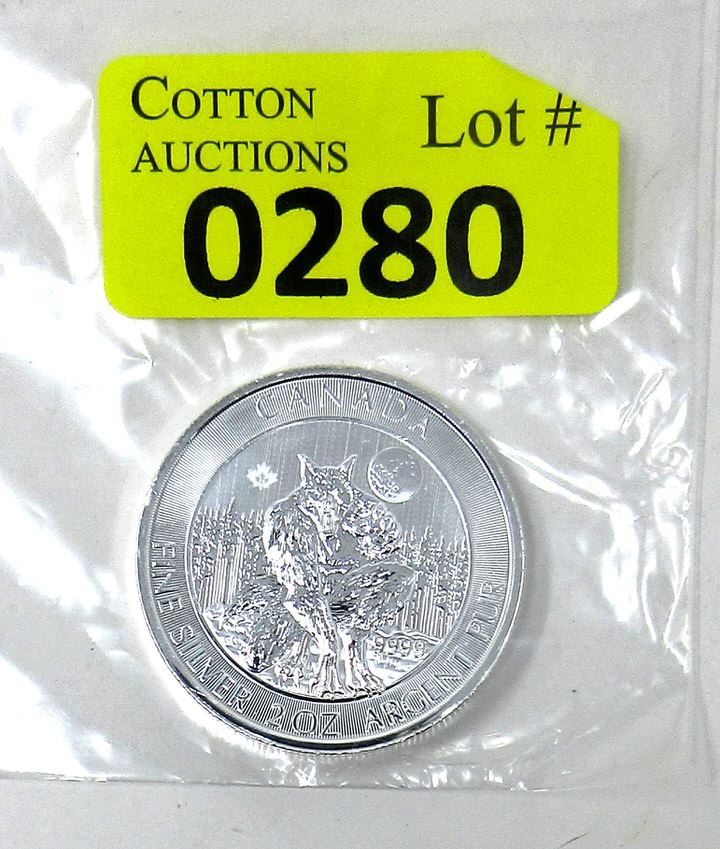 COTTON
AUCTIONS
Lot #
0280
CANADA
9999
FINE SILVER 2 OZ ARGENT PUR